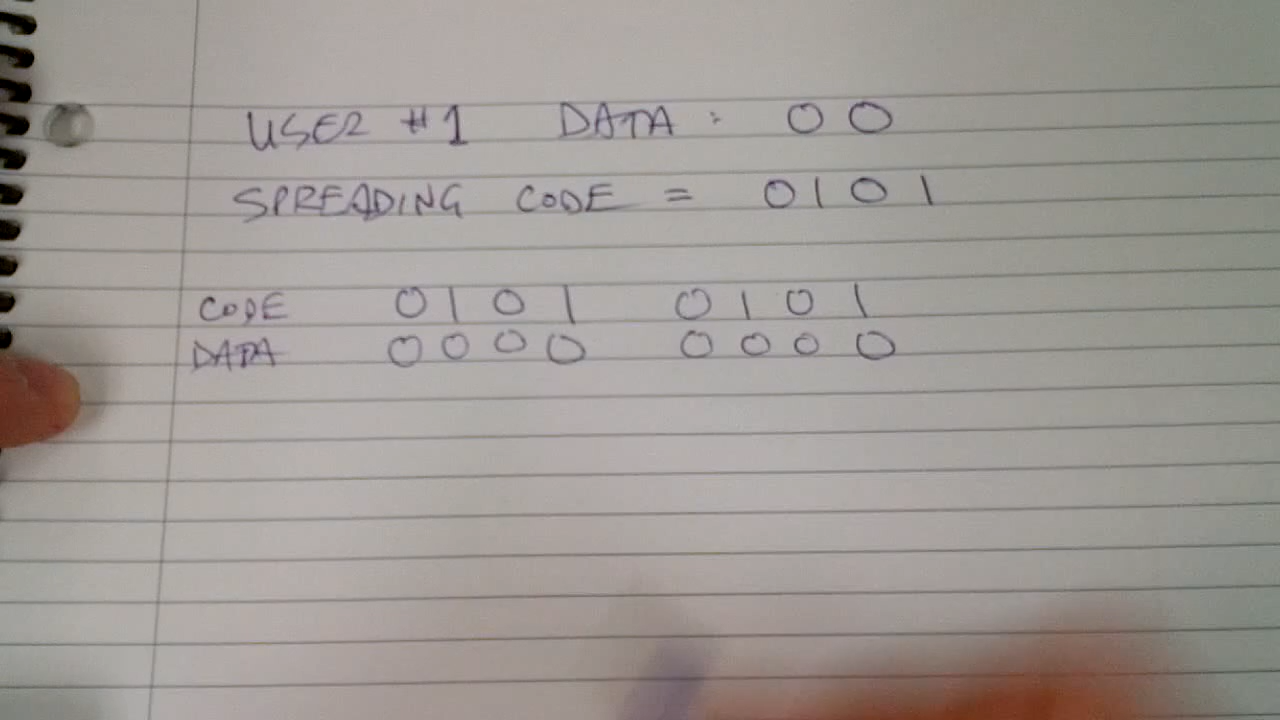 USER #1 DATA: 0 0
SPREADING CODE = 0 1 0 1
CODE 0 1 0 1 0 1 0 1
DATA 0 0 0 0 0 0 0 0